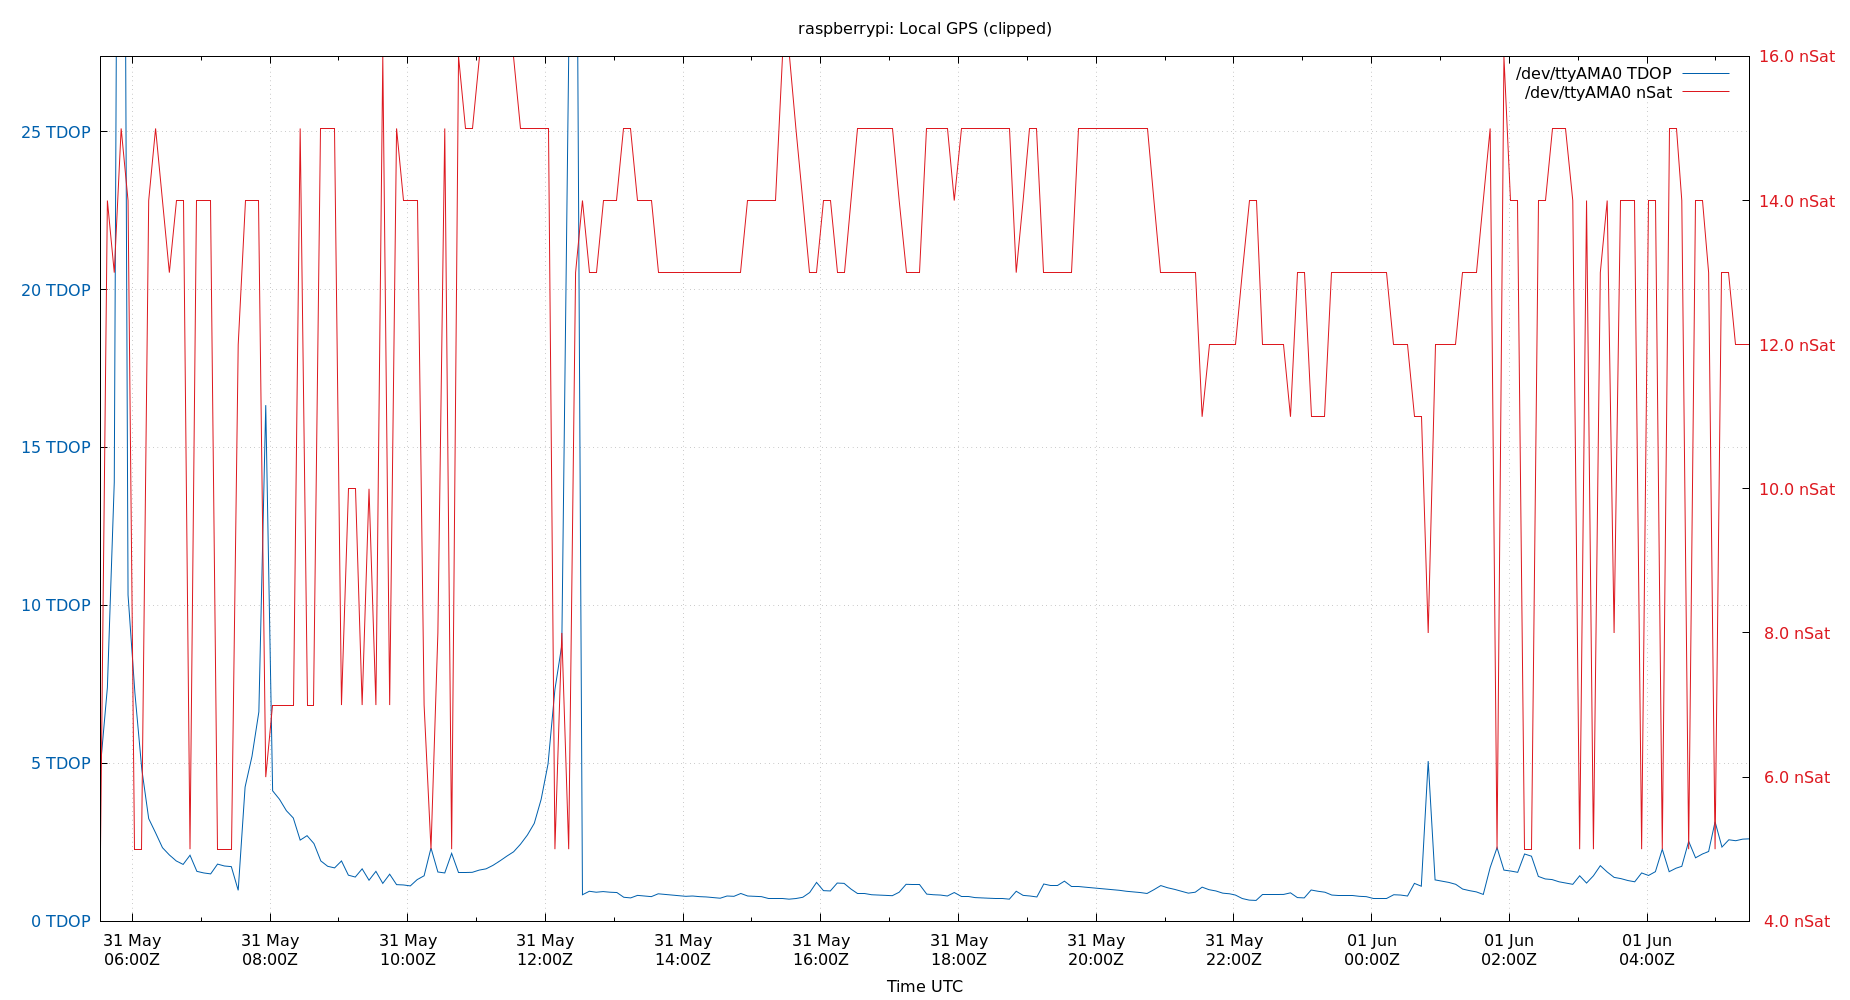 raspberrypi: Local GPS (clipped)
/dev/ttyAMA0 TDOP
/dev/ttyAMA0 nSat
25 TDOP
20 TDOP
15 TDOP
10 TDOP
5 TDOP
0 TDOP
16.0 nSat
14.0 nSat
12.0 nSat
10.0 nSat
8.0 nSat
6.0 nSat
4.0 nSat
31 May 31 May 31 May 31 May 31 May 31 May 31 May 31 May 31 May 01 Jun 01 Jun 01 Jun
06:00Z 08:00Z 10:00Z 12:00Z 14:00Z 16:00Z 18:00Z 20:00Z 22:00Z 00:00Z 02:00Z 04:00Z
Time UTC